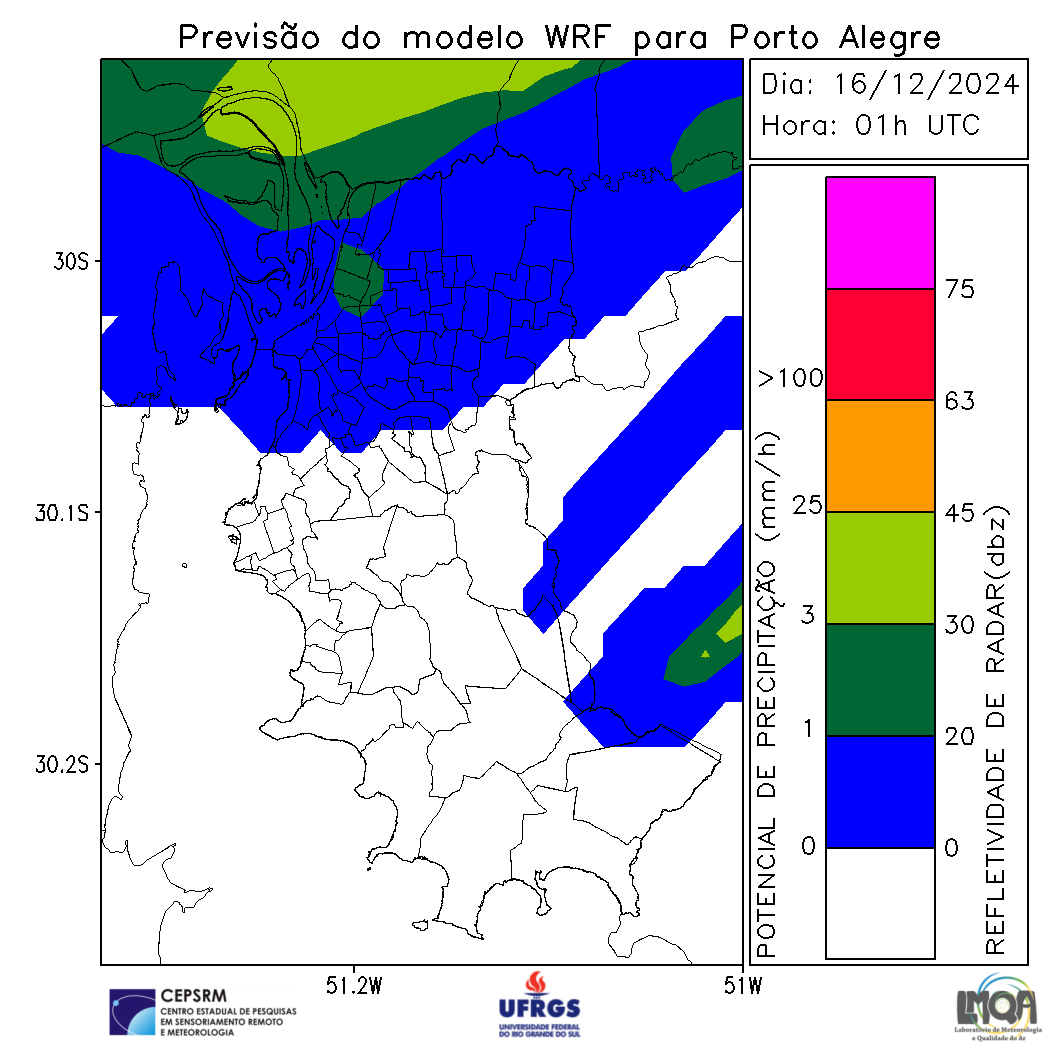 Previsão do modelo WRF para Porto Alegre
Dia: 16/12/2024
Hora: 01h UTC
30S
30.1S
30.2S
51.2W
51W
POTENCIAL DE PRECIPITAÇÃO (mm/h)
>100
25
3
1
0
75
63
45
30
20
0
REFLETIVIDADE DE RADAR(dbz)
CEPSRM
CENTRO ESTADUAL DE PESQUISAS
EM SENSORIAMENTO REMOTO
E METEOROLOGIA
UFRGS
UNIVERSIDADE FEDERAL
DO RIO GRANDE DO SUL
LMQA
Laboratório de Meteorologia
e Qualidade do Ar